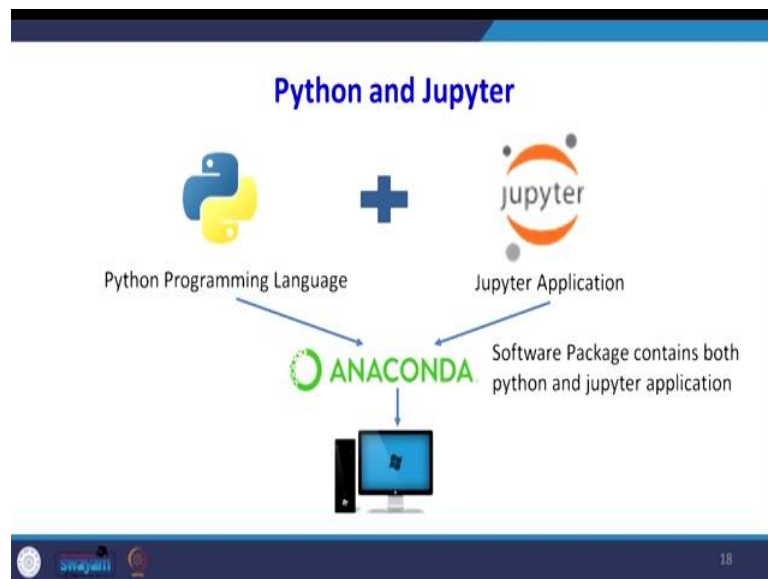 Python and Jupyter
jupyter
Python Programming Language
Jupyter Application
ANACONDA.
Software Package contains both
python and jupyter application
swayam
18